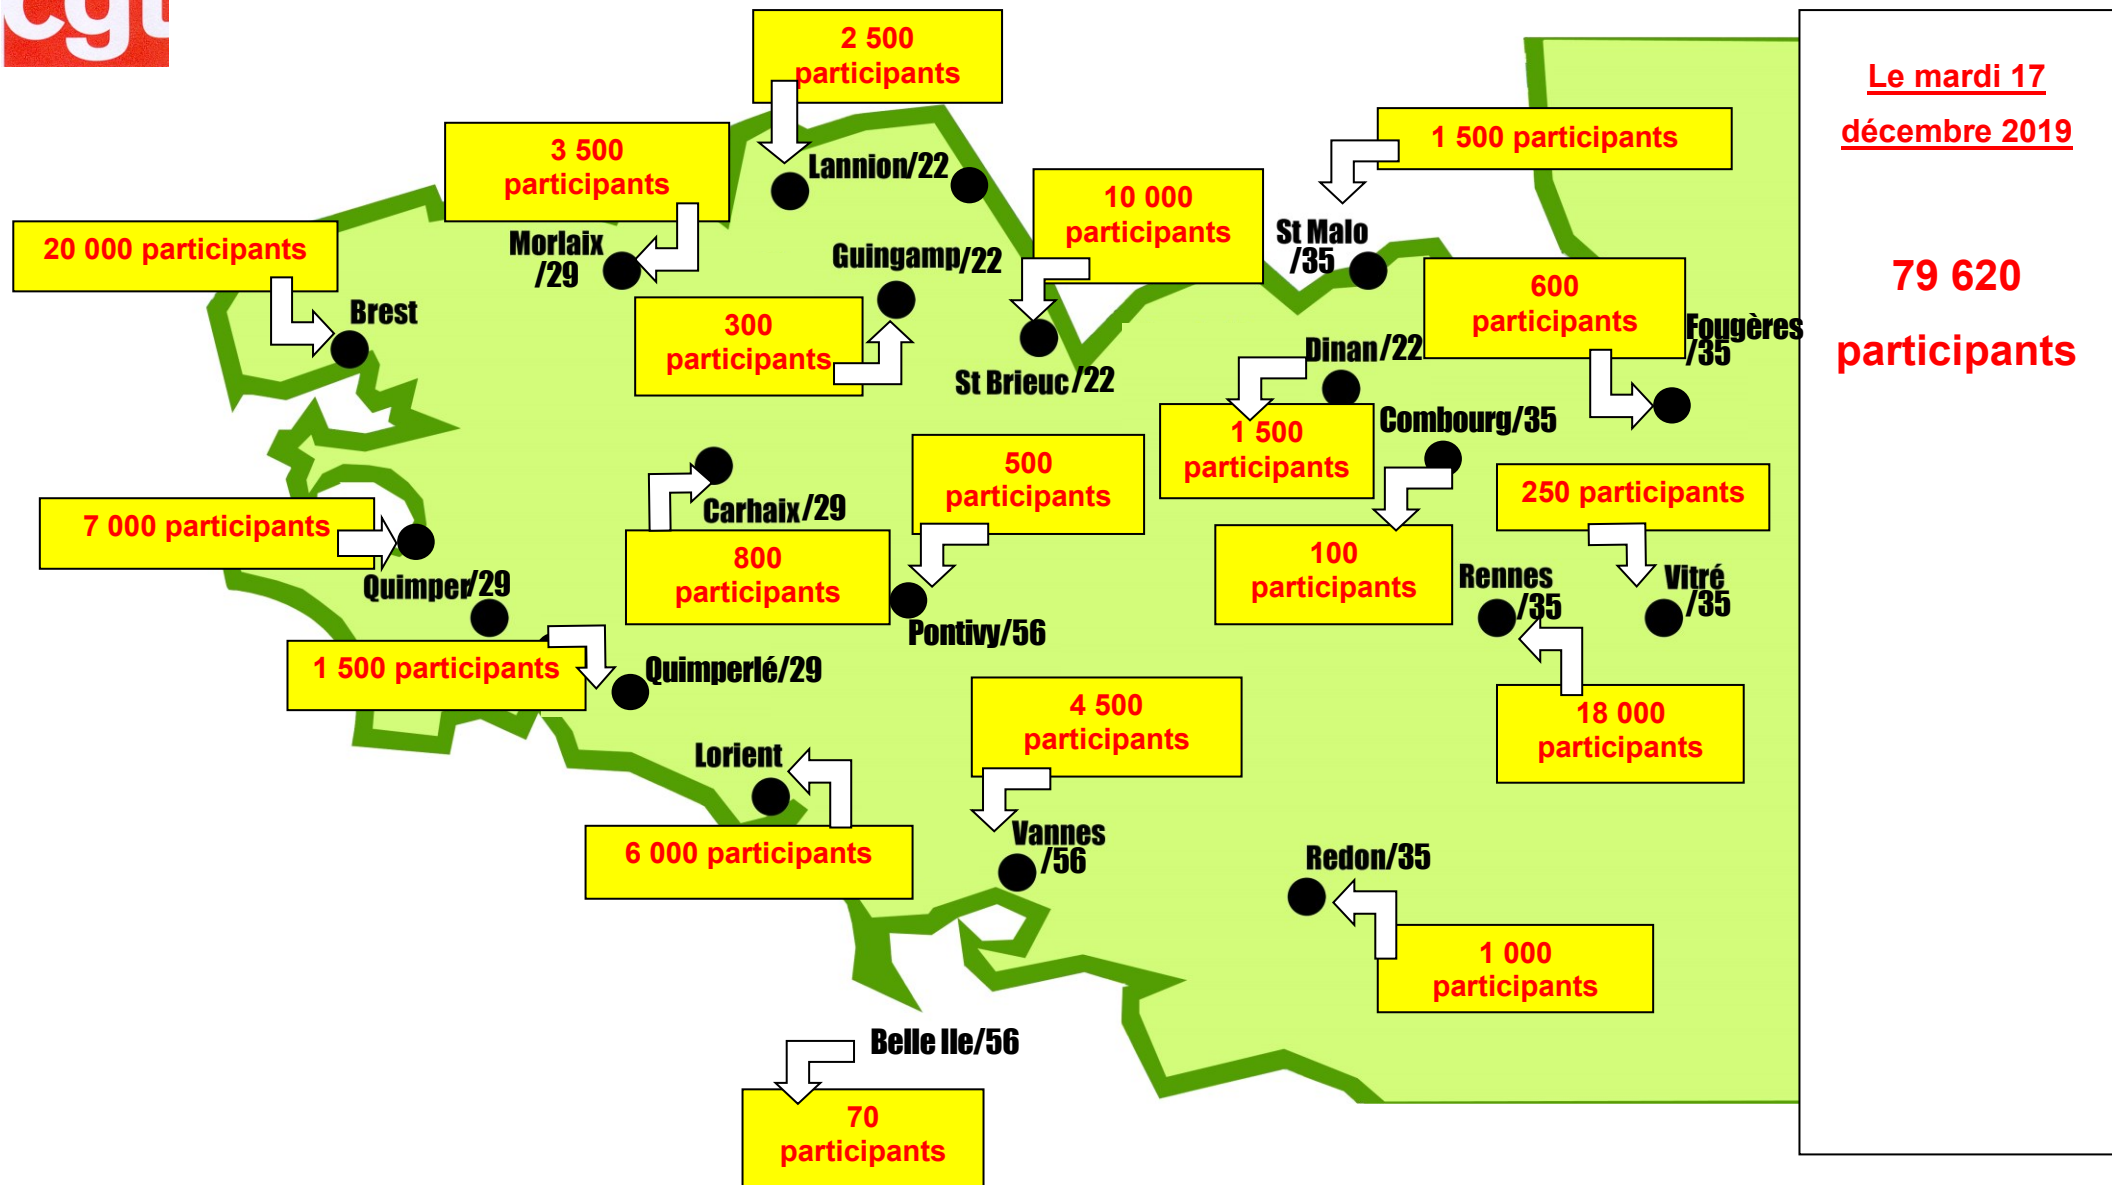 cgt
2 500
participants
Le mardi 17
décembre 2019
79 620
participants
3 500
participants
1 500 participants
Lannion/22
10 000
participants
20 000 participants
Morlaix
/29
Guingamp/22
St Malo
/35
600
participants
Brest
300
participants
Fougères
/35
Dinan/22
St Brieuc/22
1 500
participants
Combourg/35
500
participants
Carhaix/29
250 participants
7 000 participants
800
participants
100
participants
Rennes
/35
Vitré
/35
Quimper/29
Pontivy/56
1 500 participants
Quimperlé/29
4 500
participants
18 000
participants
Lorient
6 000 participants
Vannes
/56
Redon/35
1 000
participants
Belle Ile/56
70
participants